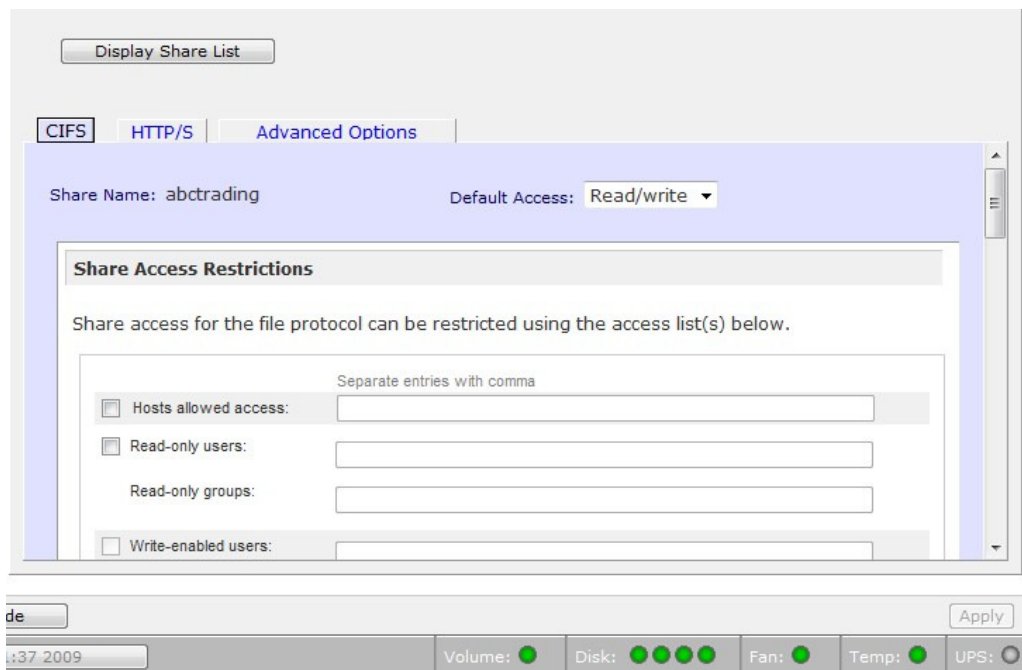 Display Share List
CIFS HTTP/S Advanced Options
Share Name: abctrading Default Access: Read/write
Share Access Restrictions
Share access for the file protocol can be restricted using the access list(s) below.
Separate entries with comma
Hosts allowed access:
Read-only users:
Read-only groups:
Write-enabled users:
de Apply
:37 2009 Volume: Disk: Fan: Temp: UPS: